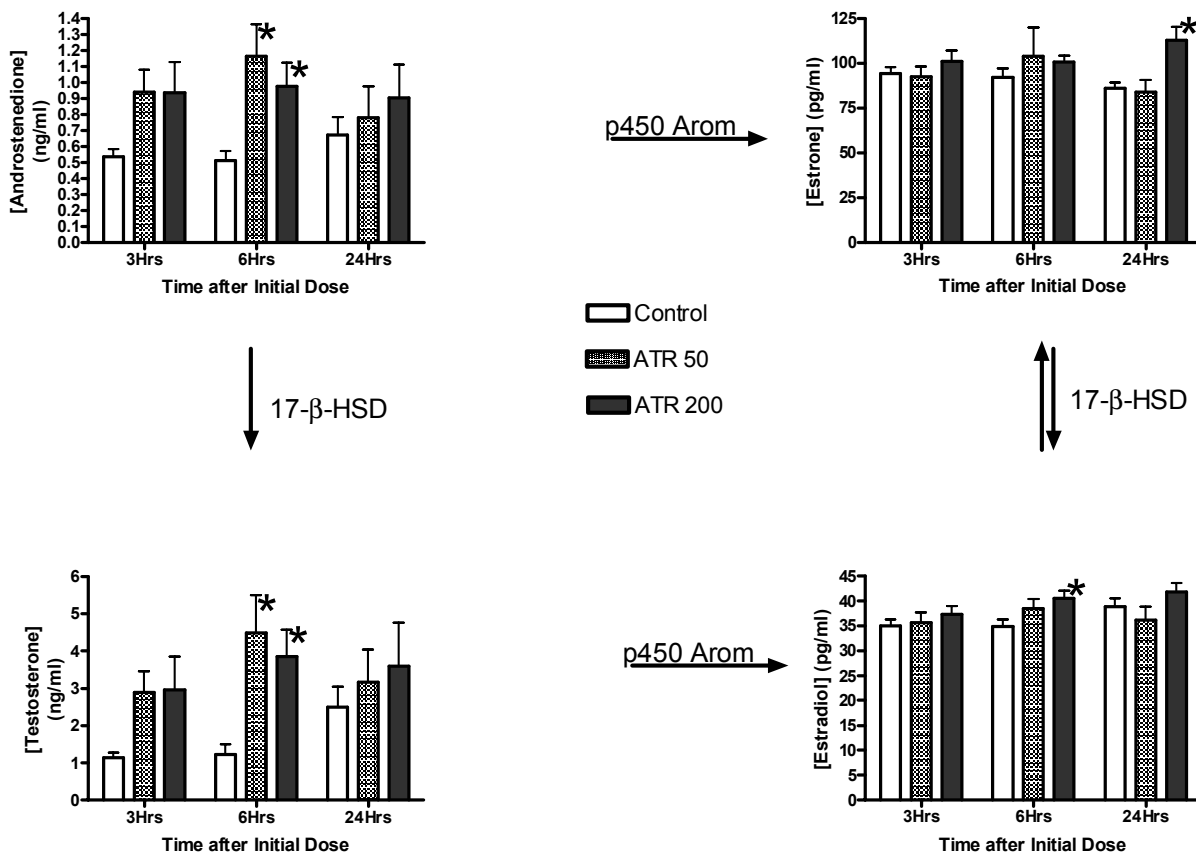 [Androstenedione]
(ng/ml)
1.4
1.3
1.2
1.1
1.0
0.9
0.8
0.7
0.6
0.5
0.4
0.3
0.2
0.1
0.0
*
*
3Hrs 6Hrs 24Hrs
Time after Initial Dose
p450 Arom
[Estrone] (pg/ml)
125
100
75
50
25
0
*
3Hrs 6Hrs 24Hrs
Time after Initial Dose
Control
ATR 50
ATR 200
17-β-HSD
17-β-HSD
[Testosterone]
(ng/ml)
6
5
4
3
2
1
0
*
*
3Hrs 6Hrs 24Hrs
Time after Initial Dose
p450 Arom
[Estradiol] (pg/ml)
45
40
35
30
25
20
15
10
5
0
*
3Hrs 6Hrs 24Hrs
Time after Initial Dose